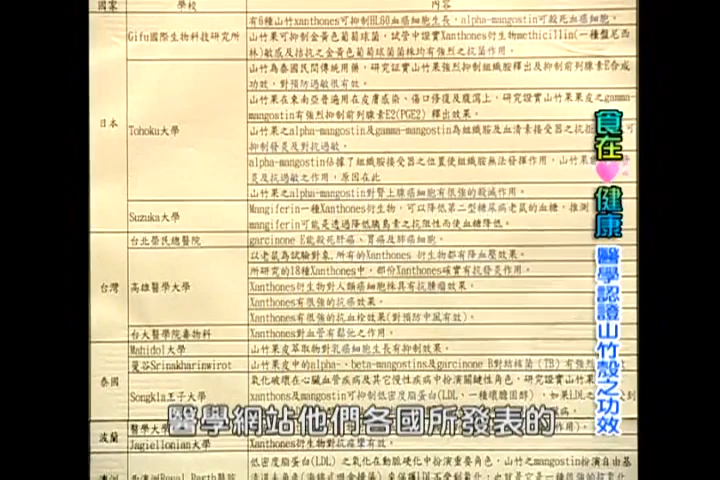 國家 學校 內容
有6種山竹xanthones可抑制HL60血癌細胞生長，alpha-mangostin可殺死血癌細胞。
Gifu國際生物科技研究所
山竹果可抑制金黃色葡萄球菌，試管中證實Xanthones衍生物methicillin(一種盤尼西
林)敏感及拮抗之金黃色葡萄球菌菌株均有強烈之抗菌作用。
山竹為泰國民間傳統用藥，研究證實山竹果強烈抑制組織胺釋出及抑制前列腺素E合成
功效，對預防過敏很有效。
山竹果在東南亞普遍用在皮膚感染、傷口修復及腹瀉上，研究證實山竹果果皮之gamma-
mangostin有強烈抑制前列腺素E2(PGE2) 釋出效果。
日本
Tohoku大學
山竹果之alpha-mangostin及gamma-mangostin為組織胺及血清素接受器之抗
抑制發炎及對抗過敏。
alpha-mangostin佔據了組織胺接受器之位置使組織胺無法發揮作用，山竹果
炎及抗過敏之作用，原因在此
山竹果之alpha-mangostin對腎上腺癌細胞有很強的殺滅作用。
Suzuka大學
Mangiferin一種Xanthones衍生物，可以降低第二型糖尿病老鼠的血糖，推測
mangiferin可能是透過降低胰島素之抗阻性而使血糖降低。
台北榮民總醫院 garcinone E能殺死肝癌、胃癌及肺癌細胞。
以老鼠為試驗對象,所有的Xanthones 衍生物都有降血壓效果。
所研究的18種Xanthones中，部份Xanthones確實有抗發炎作用。
台灣 高雄醫學大學 Xanthones衍生物對人類癌細胞株具有抗腫瘤效果。
Xanthones有很強的抗癌效果。
Xanthones有很強的抗血栓效果(對預防中風有效)。
台大醫學院毒物科 Xanthones對血管有鬆化之作用。
Mahidol大學 山竹果皮萃取物對乳癌細胞生長有抑制效果。
曼谷Srinakharinwirot 山竹果皮中的alpha-、beta-mangostins及garcinone B對結核菌（TB）有強烈
泰國
Songkla王子大學
氧化破壞在心臟血管疾病及其它慢性疾病中扮演關鍵性角色，研究證實山竹果
xanthons及mangostin可抑制低密度脂蛋白(LDL，一種壞膽固醇)，如果LDL
波蘭 醫學大學
Jagiellonian大學 Xanthones衍生物對抗痙攣有效。
低密度脂蛋白(LDL) 之氧化在動脈硬化中扮演重要角色，山竹之mangostin扮演自由基
Royal Perth醫院
食在
健康
醫學認證山竹殼之功效
醫學網站他們各國所發表的